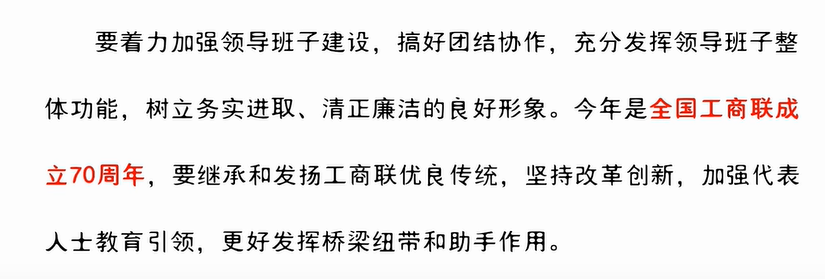 要着力加强领导班子建设，搞好团结协作，充分发挥领导班子整
体功能，树立务实进取、清正廉洁的良好形象。今年是全国工商联成
立70周年，要继承和发扬工商联优良传统，坚持改革创新，加强代表
人士教育引领，更好发挥桥梁纽带和助手作用。